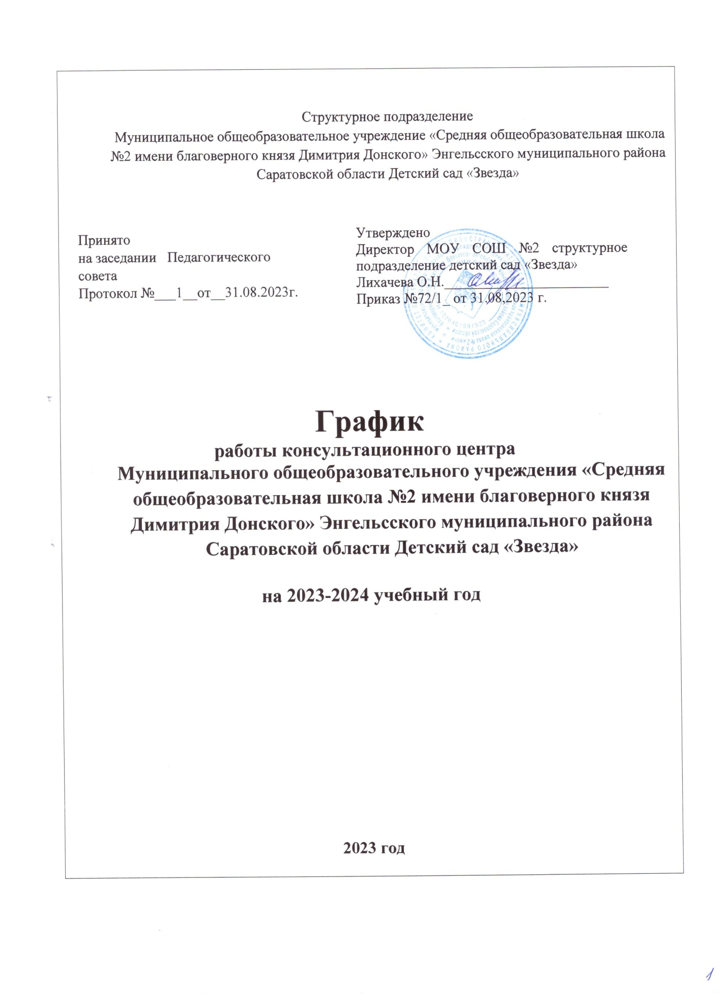 Структурное подразделение
Муниципальное общеобразовательное учреждение «Средняя общеобразовательная школа
№2 имени благоверного князя Димитрия Донского» Энгельсского муниципального района
Саратовской области Детский сад «Звезда»
Принято
на заседании Педагогического
совета
Протокол №___1__от__31.08.2023г.
Утверждено
Директор МОУ СОШ №2 структурное
подразделение детский сад «Звезда»
Лихачева О.Н._______________________
Приказ №72/1_ от 31.08.2023 г.
1026401991923
График
работы консультационного центра
Муниципального общеобразовательного учреждения «Средняя
общеобразовательная школа №2 имени благоверного князя
Димитрия Донского» Энгельсского муниципального района
Саратовской области Детский сад «Звезда»
на 2023-2024 учебный год
2023 год
1